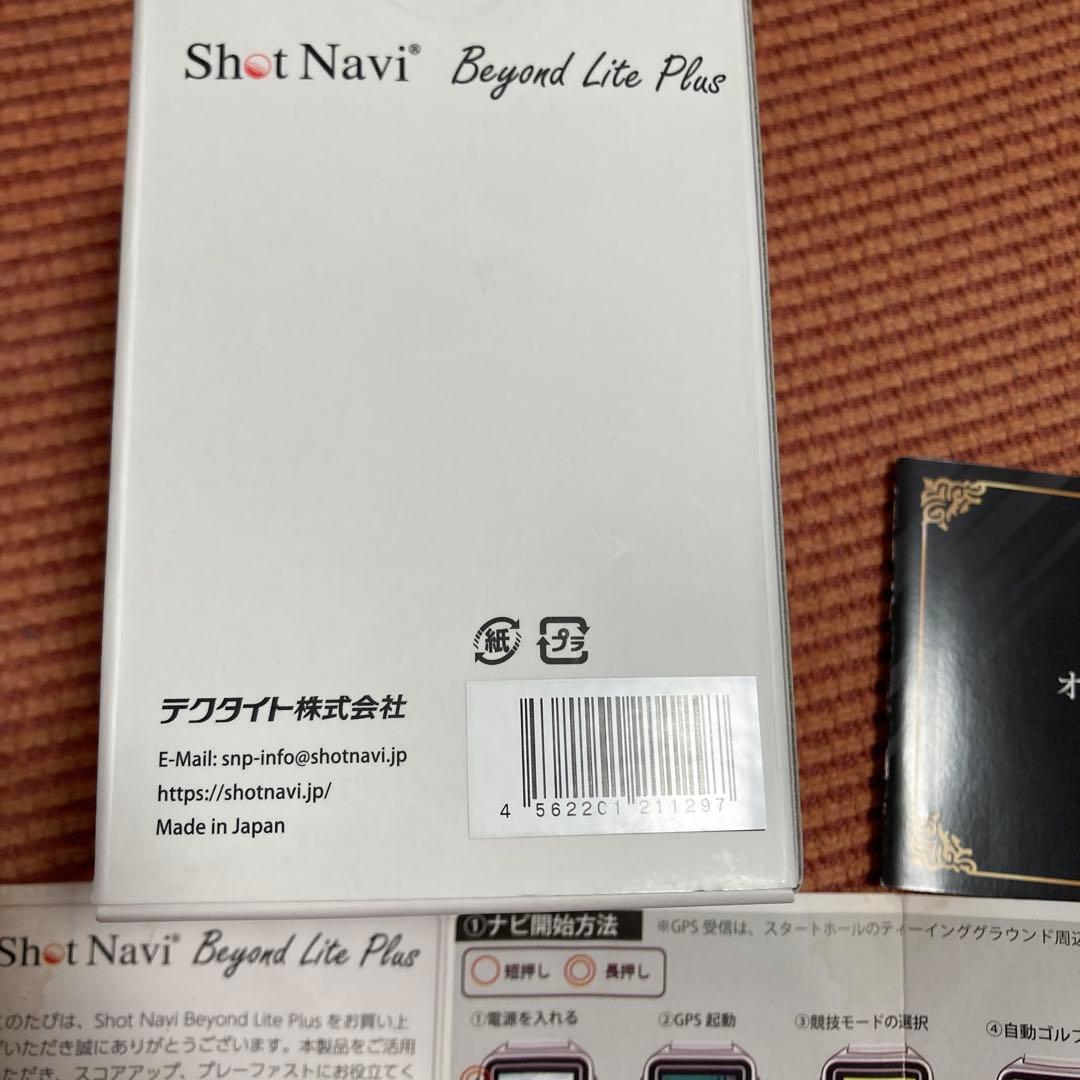 Shot Navi® Beyond Lite Plus
紙 プラ
テクタイト株式会社
E-Mail: snp-info@shotnavi.jp
https://shotnavi.jp/
Made in Japan
4 562201 211297
オ
Shot Navi® Beyond Lite Plus
このたびは、Shot Navi Beyond Lite Plus をお買い上
げいただき誠にありがとうございます。本製品をご活用
いただき、スコアアップ、プレーファストにお役立てく
①ナビ開始方法
※GPS 受信は、スタートホールのティーインググラウンド周辺
短押し 長押し
①電源を入れる
②GPS 起動
③競技モードの選択
④自動ゴルフ